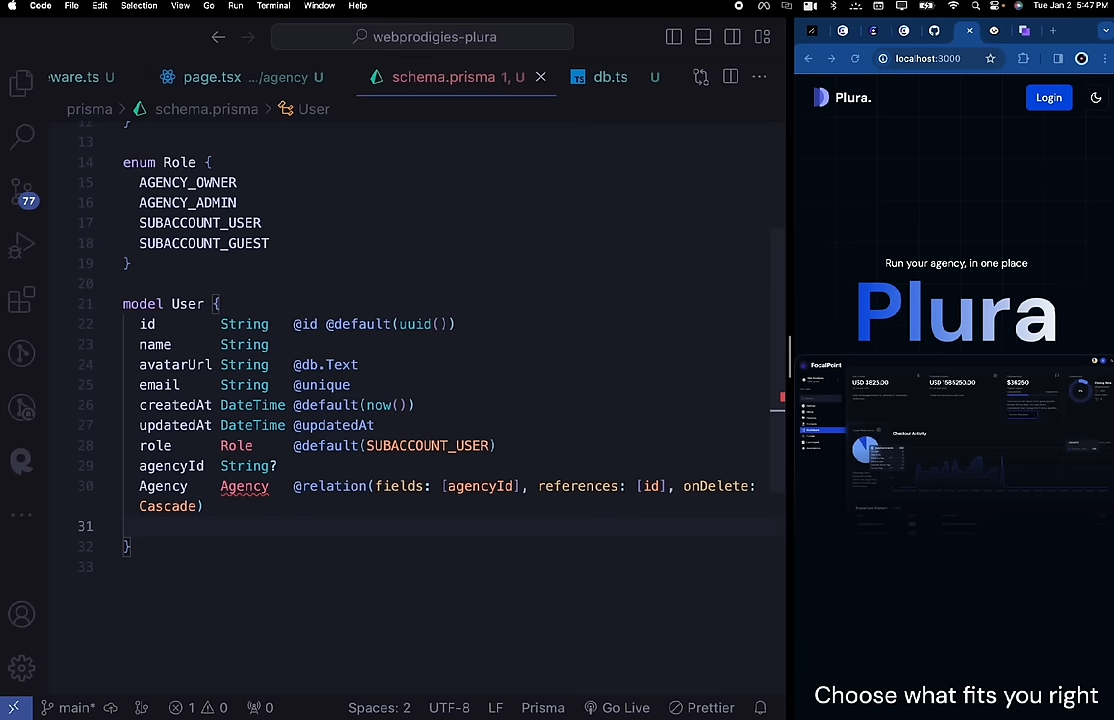 Code File Edit Selection View Go Run Terminal Window Help
Tue Jan 2 5:47 PM
webprodigies-plura
eware.ts U
page.tsx .../agency U
schema.prisma 1, U
db.ts U
prisma > schema.prisma > User
12 }
13
14 enum Role {
15 AGENCY_OWNER
16 AGENCY_ADMIN
17 SUBACCOUNT_USER
18 SUBACCOUNT_GUEST
19 }
20
21 model User {
22 id String @id @default(uuid())
23 name String
24 avatarUrl String @db.Text
25 email String @unique
26 createdAt DateTime @default(now())
27 updatedAt DateTime @updatedAt
28 role Role @default(SUBACCOUNT_USER)
29 agencyId String?
30 Agency Agency @relation(fields: [agencyId], references: [id], onDelete:
Cascade)
31
32 }
33
77
main* 1 0 0 Spaces: 2 UTF-8 LF Prisma Go Live Prettier
localhost:3000
Plura.
Login
Run your agency, in one place
Plura
FocalPoint
USD 3825.00
$34250
Checkout Activity
Choose what fits you right